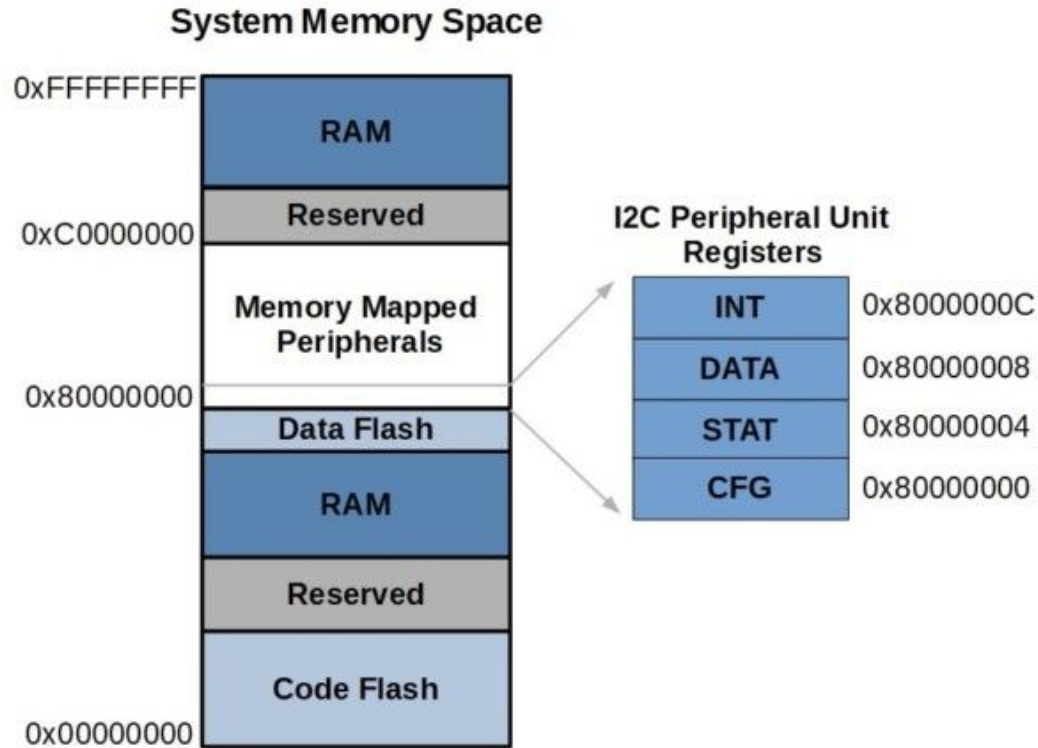 System Memory Space
0xFFFFFFFF
RAM
Reserved
0xC0000000
Memory Mapped
Peripherals
0x80000000
Data Flash
RAM
Reserved
Code Flash
0x00000000
I2C Peripheral Unit
Registers
INT 0x8000000C
DATA 0x80000008
STAT 0x80000004
CFG 0x80000000